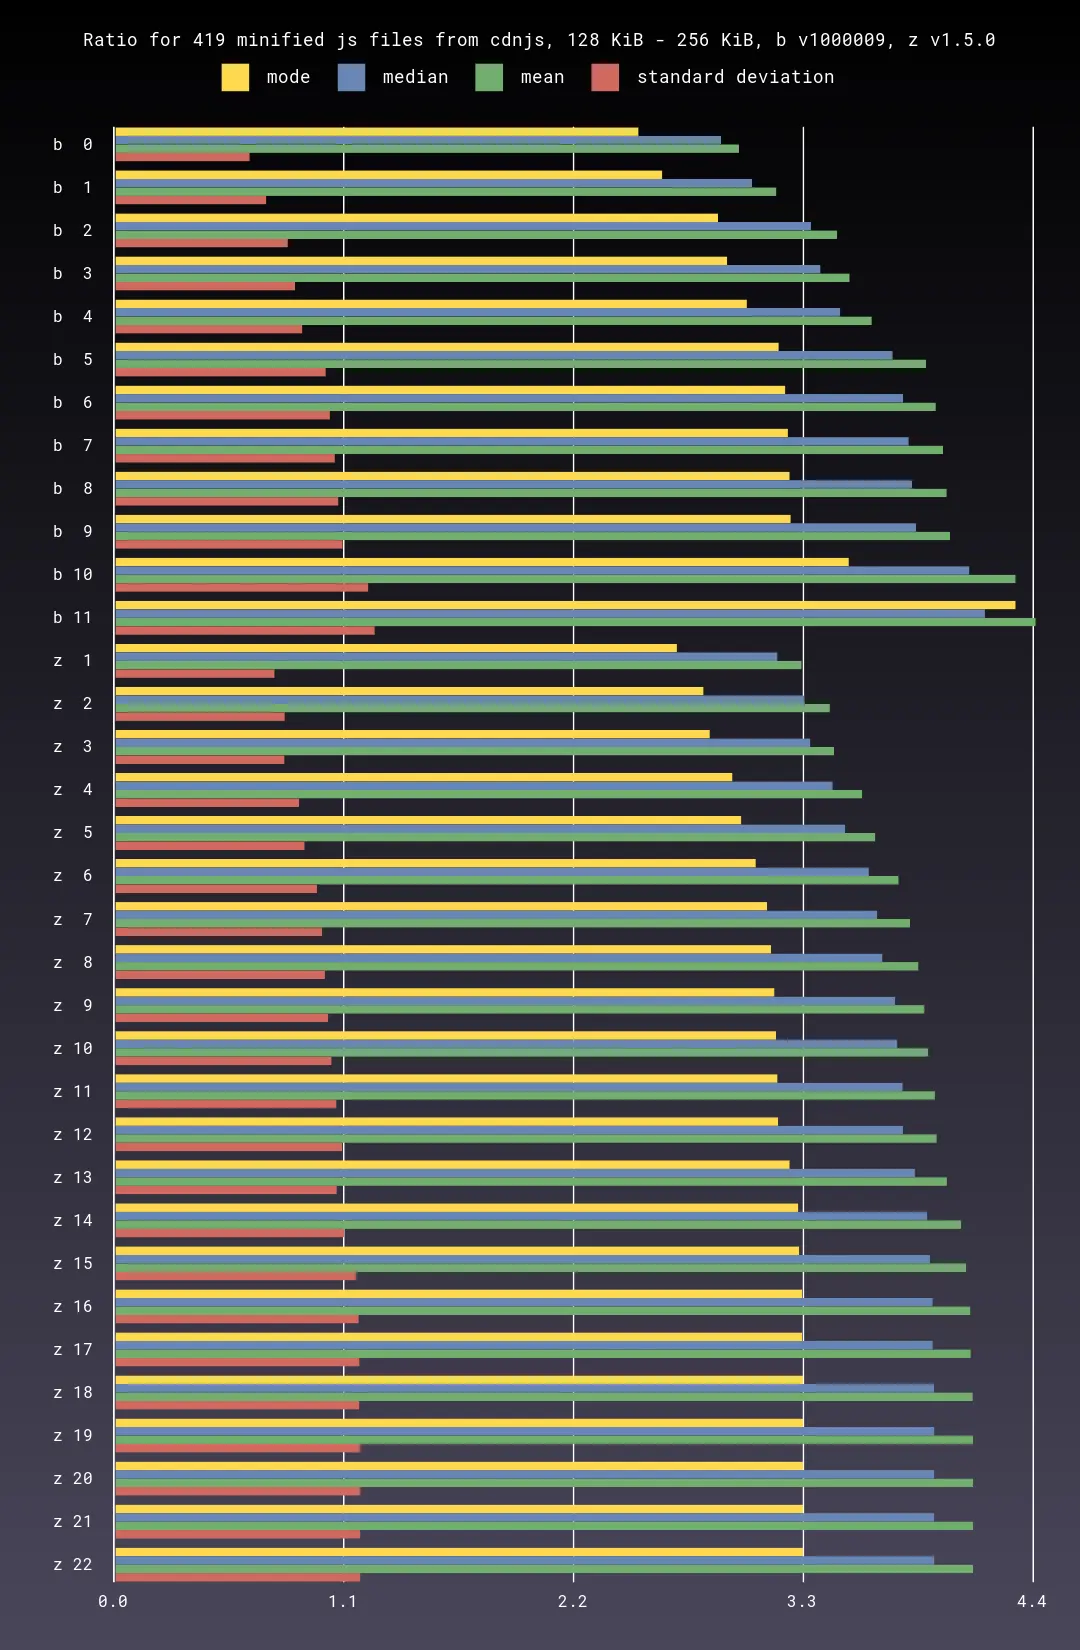 Ratio for 419 minified js files from cdnjs, 128 KiB - 256 KiB, b v1000009, z v1.5.0
mode median mean standard deviation
b 0
b 1
b 2
b 3
b 4
b 5
b 6
b 7
b 8
b 9
b 10
b 11
z 1
z 2
z 3
z 4
z 5
z 6
z 7
z 8
z 9
z 10
z 11
z 12
z 13
z 14
z 15
z 16
z 17
z 18
z 19
z 20
z 21
z 22
0.0 1.1 2.2 3.3 4.4